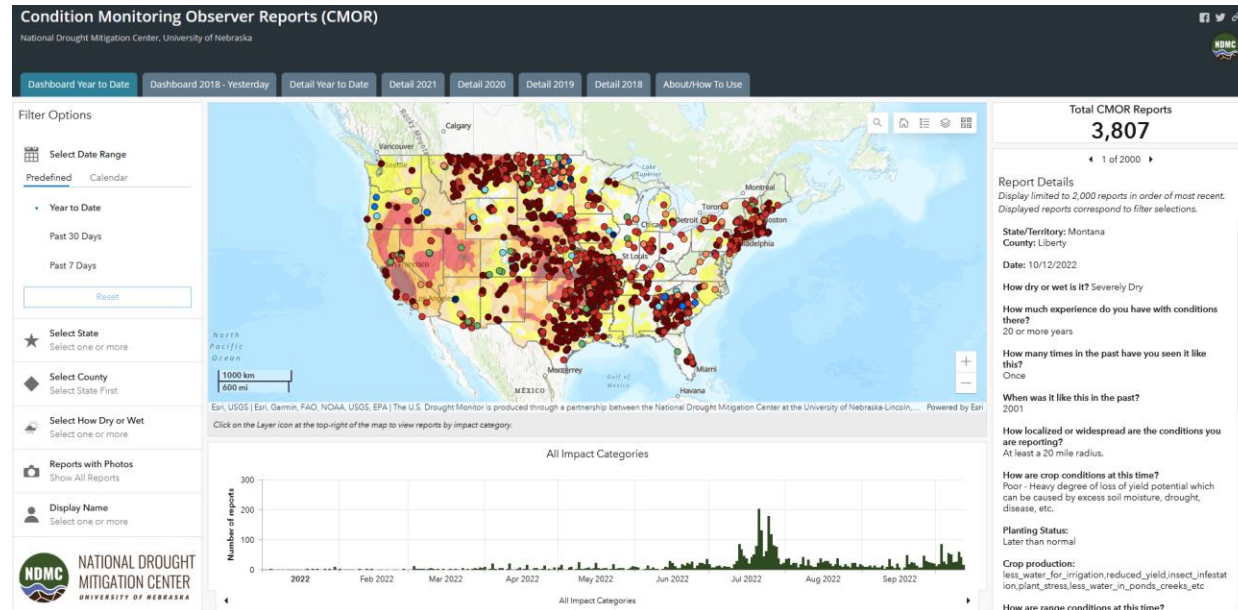 Condition Monitoring Observer Reports (CMOR)
National Drought Mitigation Center, University of Nebraska
NDMC
Dashboard Year to Date
Dashboard 2018 - Yesterday
Detail Year to Date
Detail 2021
Detail 2020
Detail 2019
Detail 2018
About/How To Use
Filter Options
Select Date Range
Predefined
Calendar
Year to Date
Past 30 Days
Past 7 Days
Reset
Select State
Select one or more
Select County
Select State First
Select How Dry or Wet
Select one or more
Reports with Photos
Show All Reports
Display Name
Select one or more
NDMC
NATIONAL DROUGHT
MITIGATION CENTER
UNIVERSITY OF NEBRASKA
Calgary
Vancouver
Seattle
Lake
Superior
Montreal
Toronto
Boston
Chicago
Detroit
Philadelphia
St Louis
Los Angeles
North
Pacific
Ocean
Monterrey
Gulf of
Mexico
Miami
MÉXICO
Havana
1000 km
600 mi
+
−
Esri, USGS | Esri, Garmin, FAO, NOAA, USGS, EPA | The U.S. Drought Monitor is produced through a partnership between the National Drought Mitigation Center at the University of Nebraska-Lincoln,...
Powered by Esri
Click on the Layer icon at the top-right of the map to view reports by impact category.
All Impact Categories
Number of reports
300
200
100
0
2022
Feb 2022
Mar 2022
Apr 2022
May 2022
Jun 2022
Jul 2022
Aug 2022
Sep 2022
All Impact Categories
Total CMOR Reports
3,807
1 of 2000
Report Details
Display limited to 2,000 reports in order of most recent.
Displayed reports correspond to filter selections.
State/Territory: Montana
County: Liberty
Date: 10/12/2022
How dry or wet is it? Severely Dry
How much experience do you have with conditions
there?
20 or more years
How many times in the past have you seen it like
this?
Once
When was it like this in the past?
2001
How localized or widespread are the conditions you
are reporting?
At least a 20 mile radius.
How are crop conditions at this time?
Poor - Heavy degree of loss of yield potential which
can be caused by excess soil moisture, drought,
disease, etc.
Planting Status:
Later than normal
Crop production:
less_water_for_irrigation,reduced_yield,insect_infestat
ion,plant_stress,less_water_in_ponds_creeks_etc
How are range conditions at this time?